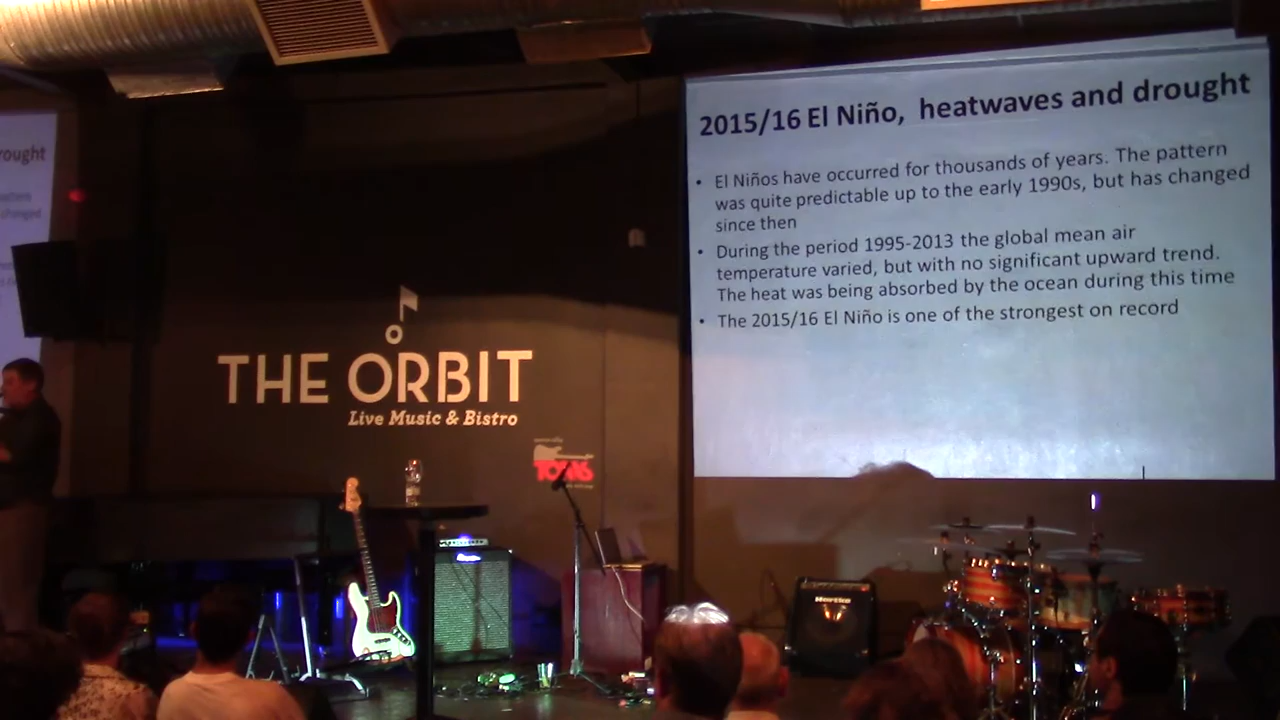 rought
changed
THE ORBIT
Live Music & Bistro
TOMS
Hartke
2015/16 El Niño, heatwaves and drought
• El Niños have occurred for thousands of years. The pattern
was quite predictable up to the early 1990s, but has changed
since then
• During the period 1995-2013 the global mean air
temperature varied, but with no significant upward trend.
The heat was being absorbed by the ocean during this time
• The 2015/16 El Niño is one of the strongest on record